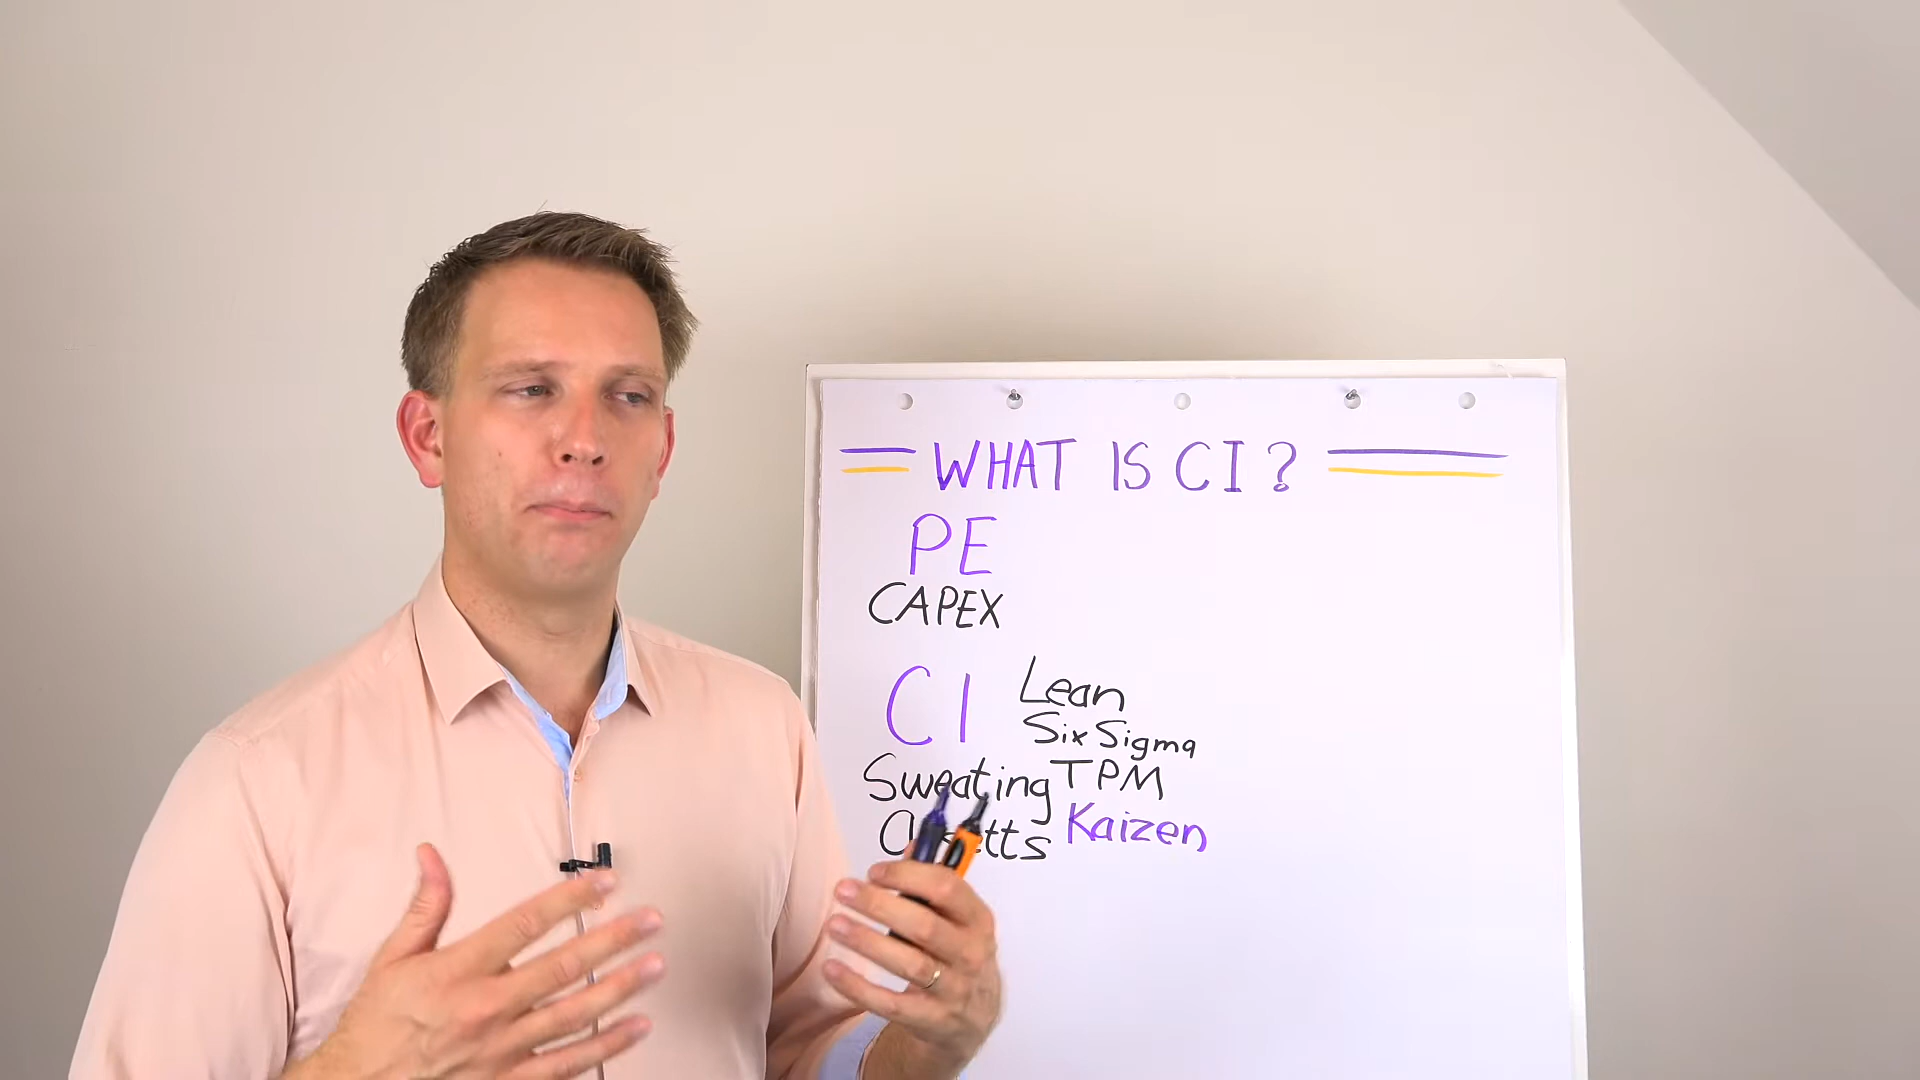 WHAT IS CI?
PE
CAPEX
CI
Lean
Six Sigma
Sweating
TPM
Kaizen